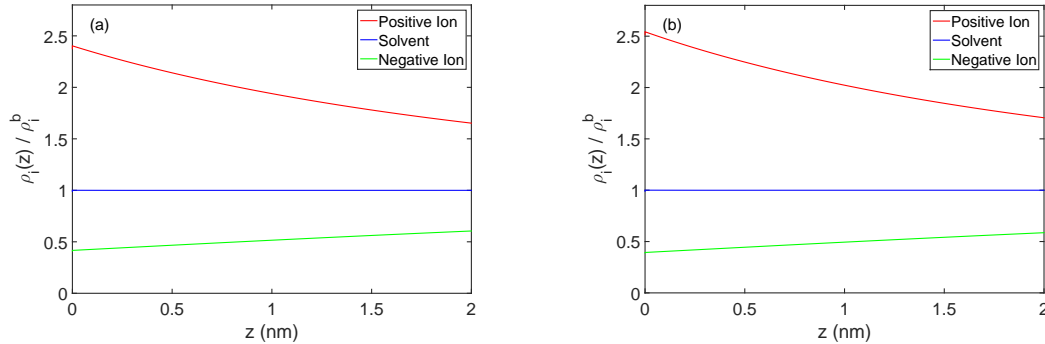 (a)
Positive Ion
Solvent
Negative Ion
2.5
2
1.5
1
0.5
0
ρi(z) / ρi^b
0 0.5 1 1.5 2
z (nm)
(b)
Positive Ion
Solvent
Negative Ion
2.5
2
1.5
1
0.5
0
ρi(z) / ρi^b
0 0.5 1 1.5 2
z (nm)